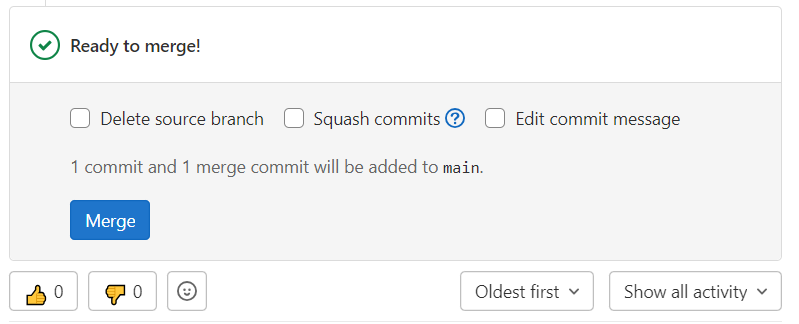 Ready to merge!
Delete source branch Squash commits ? Edit commit message
1 commit and 1 merge commit will be added to main.
Merge
0 0 Oldest first Show all activity